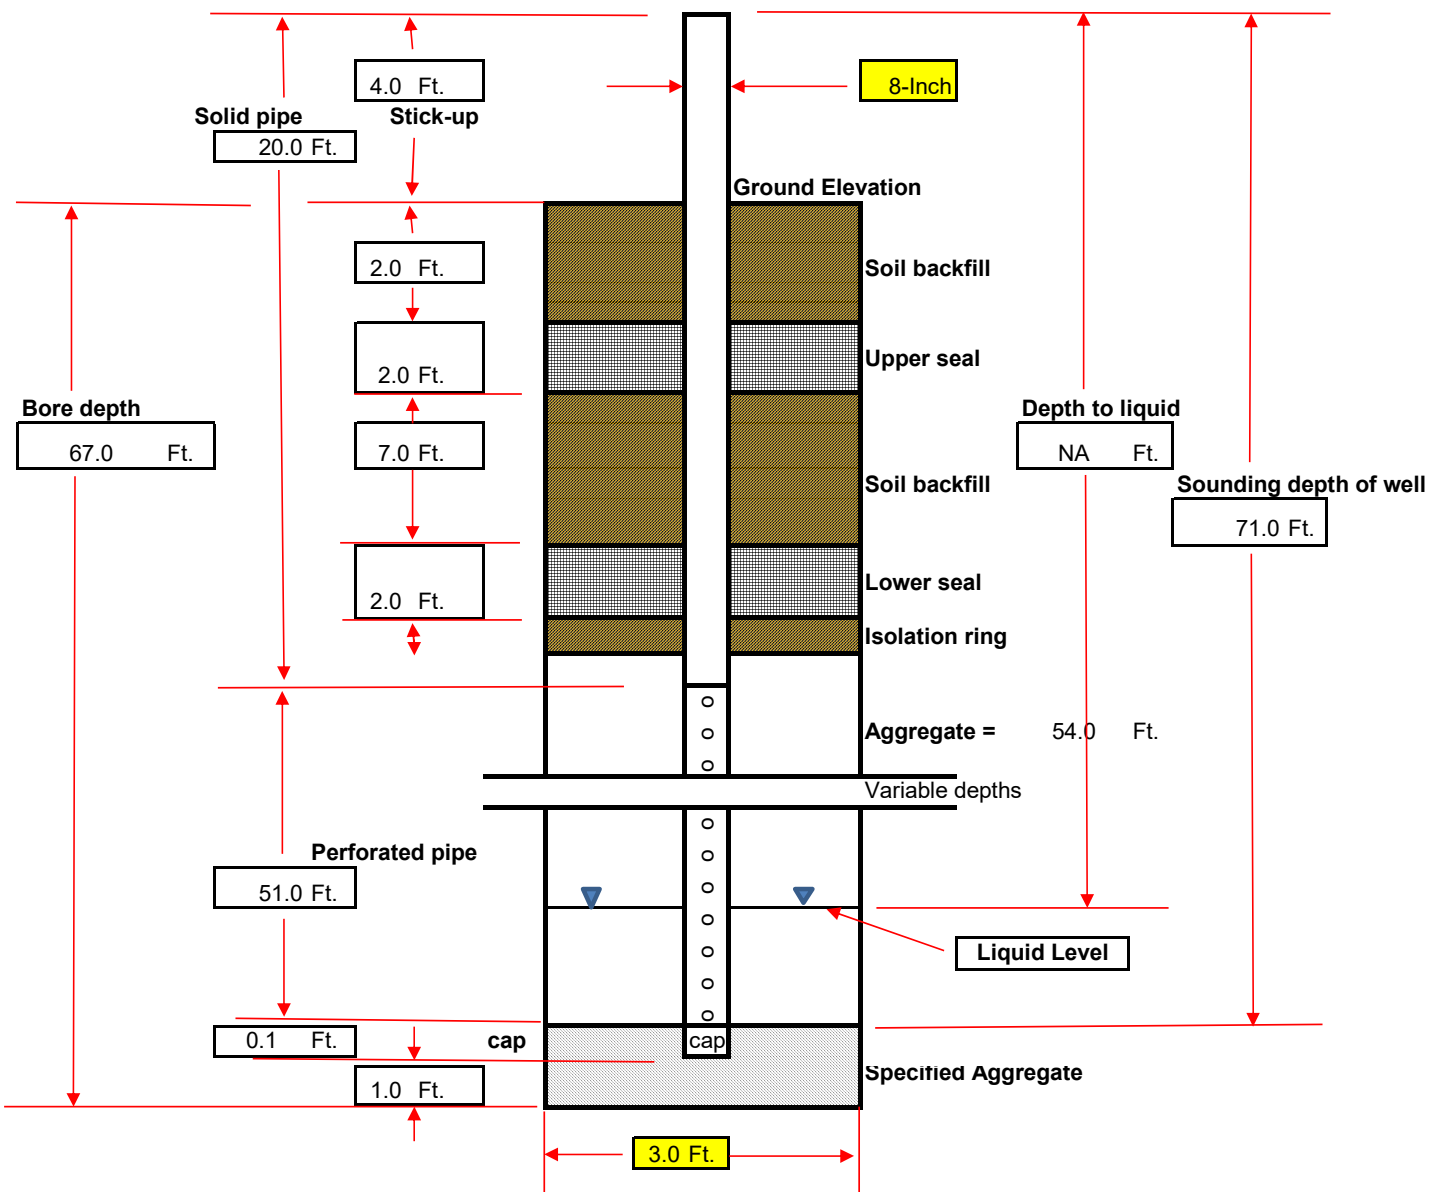 4.0 Ft.
8-Inch
Solid pipe
Stick-up
20.0 Ft.
Ground Elevation
2.0 Ft.
Soil backfill
2.0 Ft.
Upper seal
Bore depth
67.0 Ft.
7.0 Ft.
Depth to liquid
NA Ft.
Soil backfill
Sounding depth of well
71.0 Ft.
2.0 Ft.
Lower seal
Isolation ring
o
o
o
Aggregate = 54.0 Ft.
Variable depths
o
o
o
o
o
o
o
Perforated pipe
51.0 Ft.
Liquid Level
0.1 Ft.
cap
cap
1.0 Ft.
Specified Aggregate
3.0 Ft.